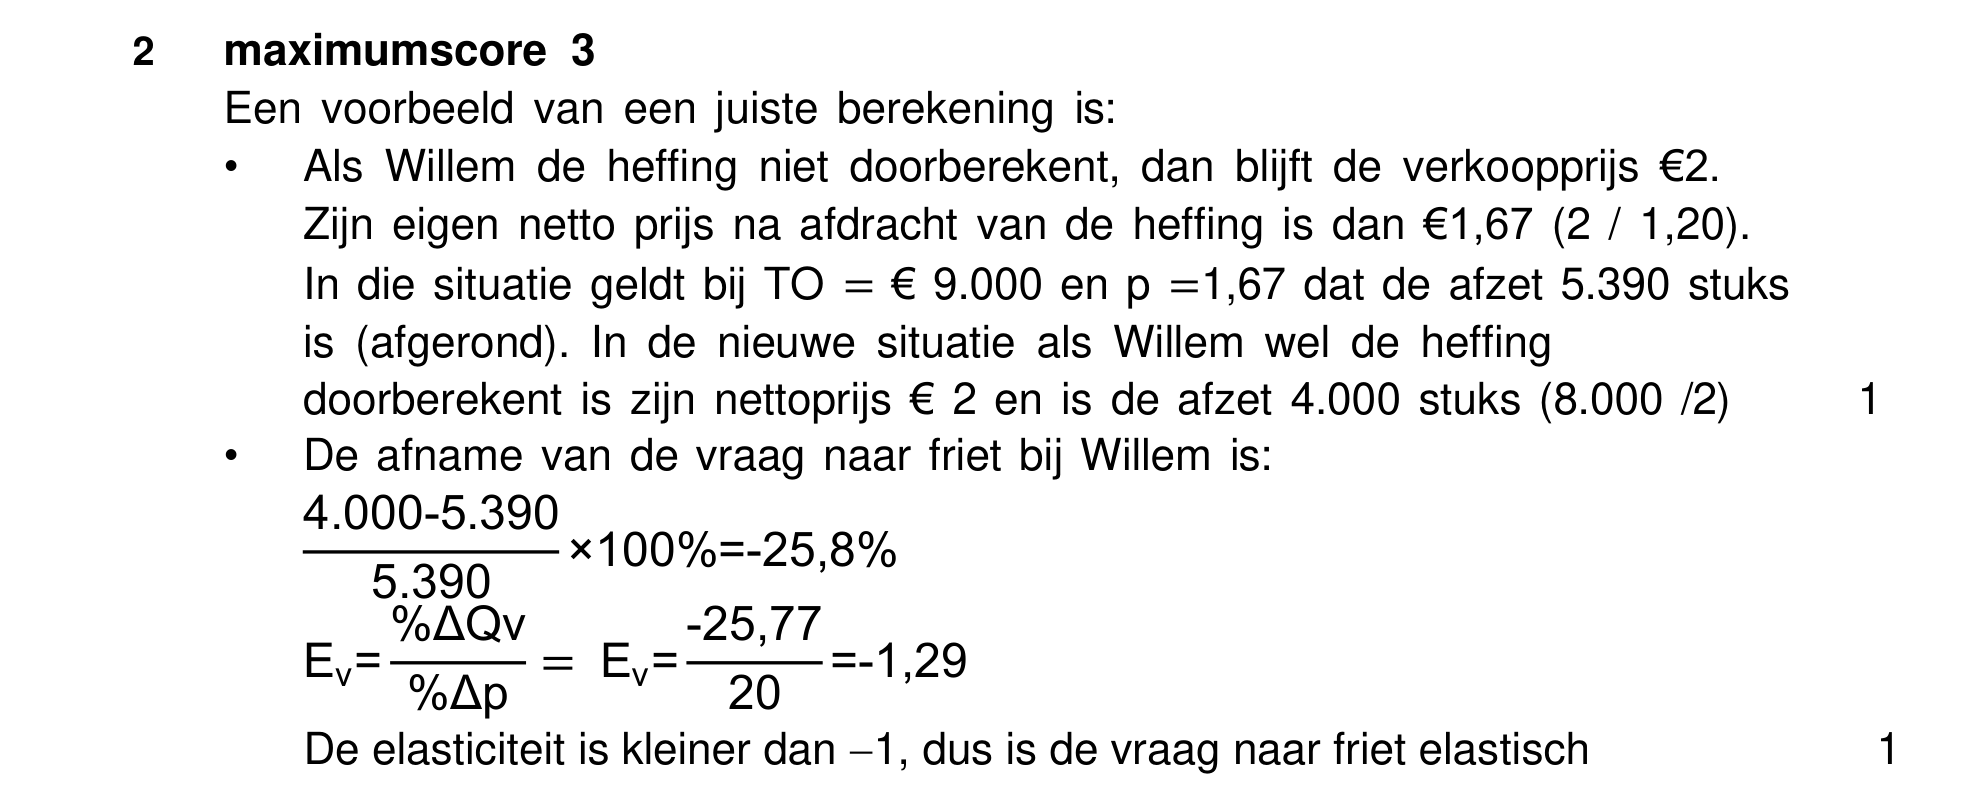 2 maximumscore 3
Een voorbeeld van een juiste berekening is:
• Als Willem de heffing niet doorberekent, dan blijft de verkoopprijs €2.
Zijn eigen netto prijs na afdracht van de heffing is dan €1,67 (2 / 1,20).
In die situatie geldt bij TO = € 9.000 en p =1,67 dat de afzet 5.390 stuks
is (afgerond). In de nieuwe situatie als Willem wel de heffing
doorberekent is zijn nettoprijs € 2 en is de afzet 4.000 stuks (8.000 /2) 1
• De afname van de vraag naar friet bij Willem is:
4.000-5.390
×100%=-25,8%
5.390
%ΔQv -25,77
Ev= = Ev= =-1,29
%Δp 20
De elasticiteit is kleiner dan –1, dus is de vraag naar friet elastisch 1